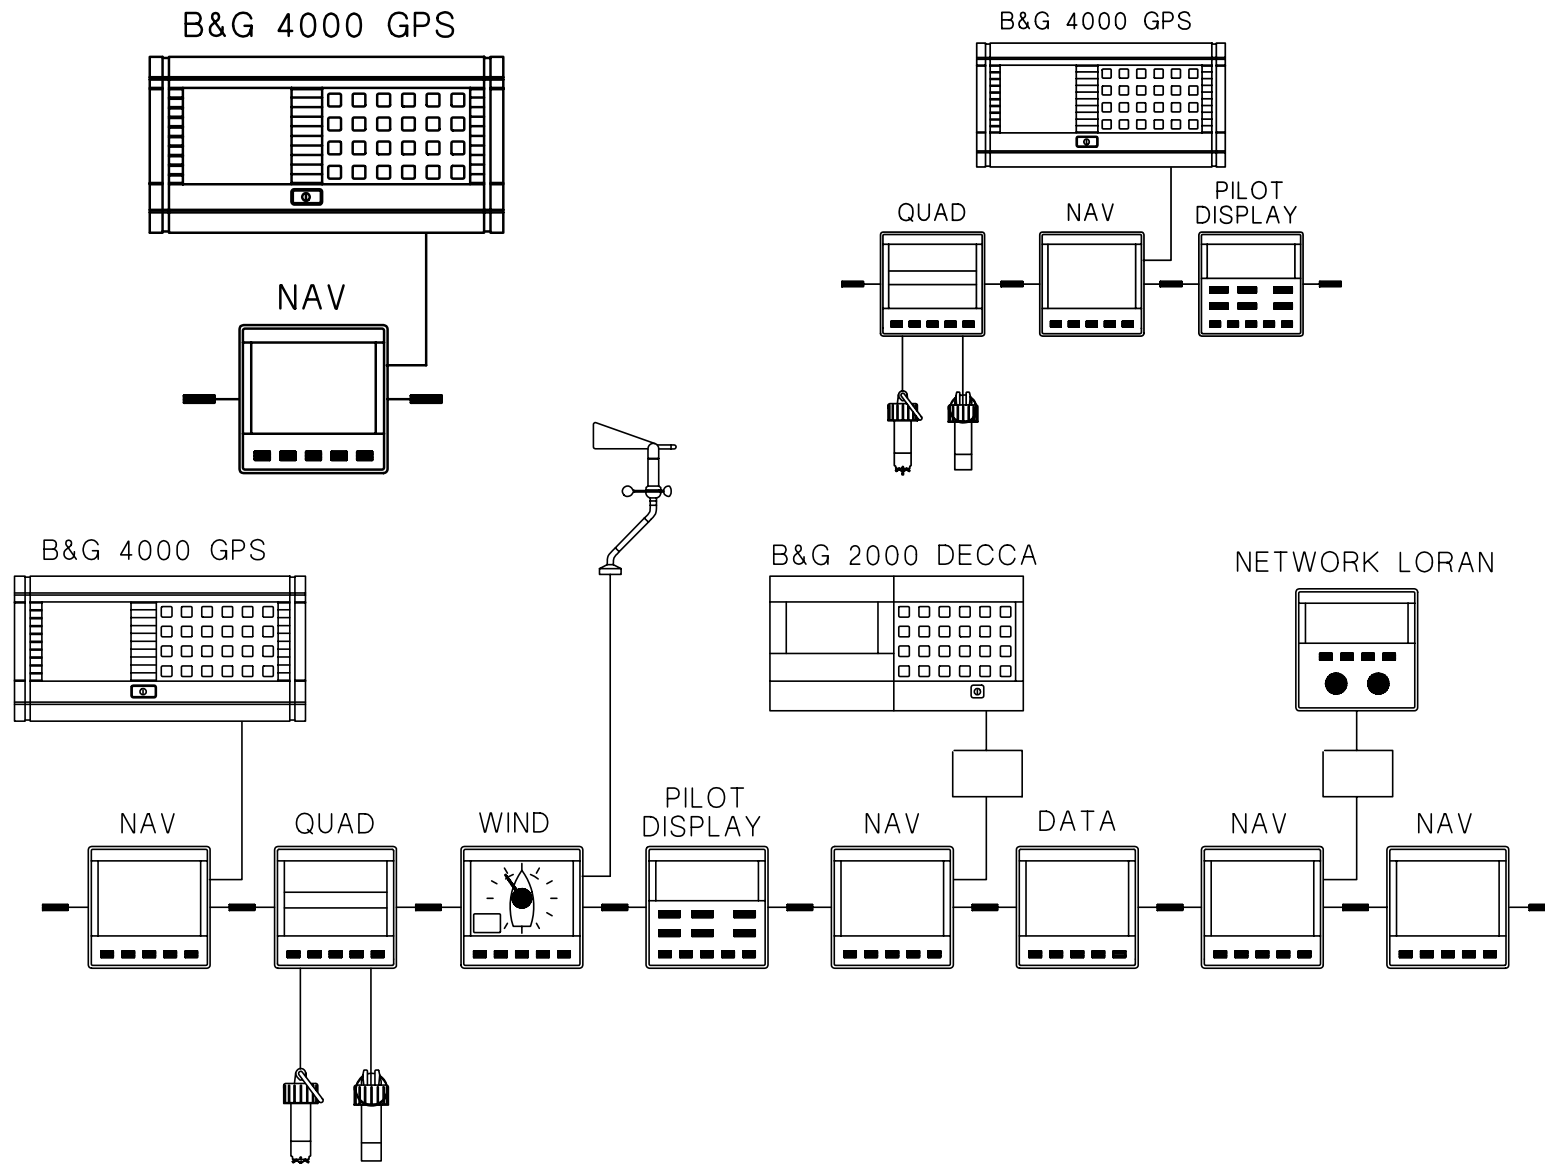 B&G 4000 GPS
NAV
B&G 4000 GPS
QUAD
NAV
PILOT
DISPLAY
B&G 4000 GPS
NAV
QUAD
WIND
PILOT
DISPLAY
B&G 2000 DECCA
NAV
DATA
NETWORK LORAN
NAV
NAV